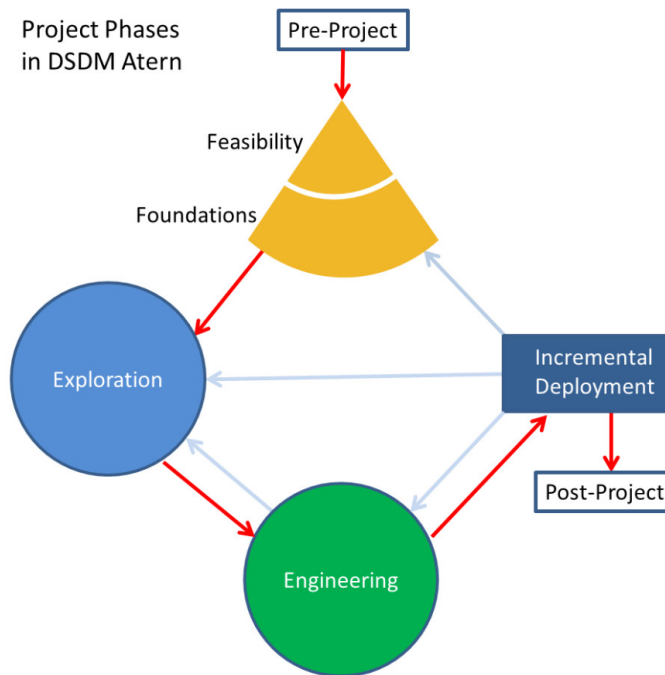 Project Phases
in DSDM Atern
Pre-Project
Feasibility
Foundations
Exploration
Incremental
Deployment
Post-Project
Engineering